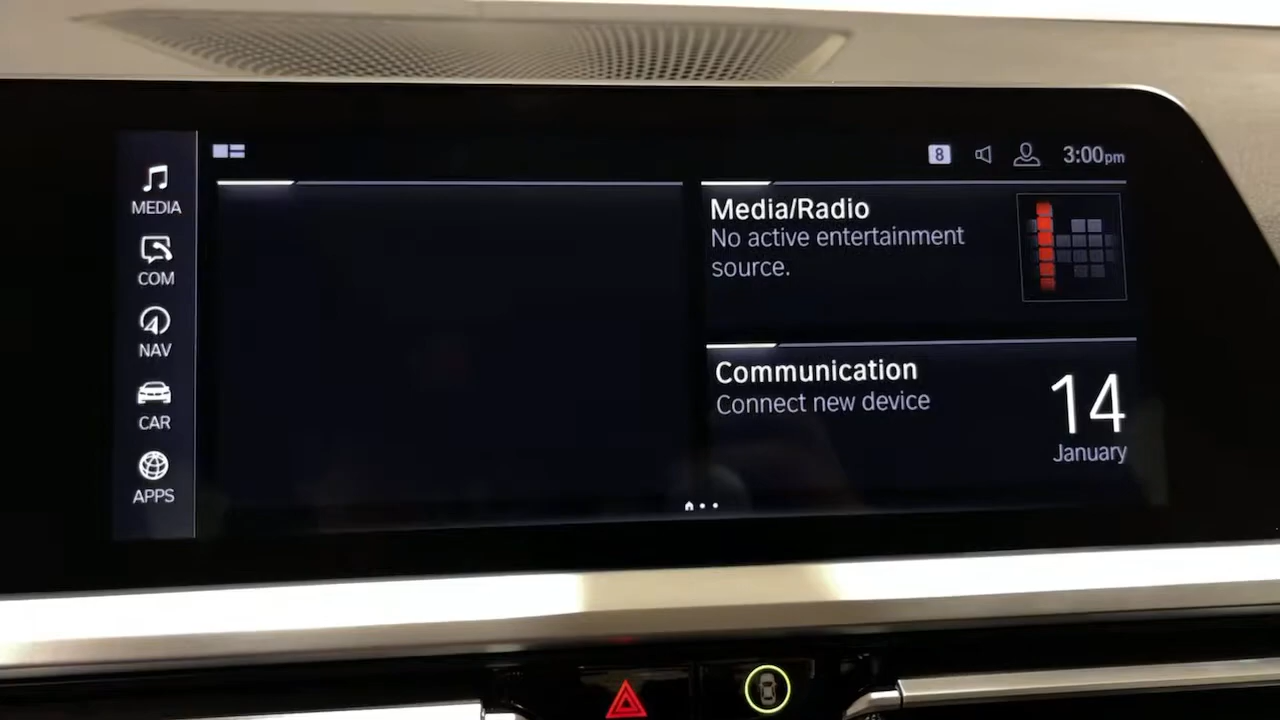 8
3:00pm
MEDIA
COM
NAV
CAR
APPS
Media/Radio
No active entertainment
source.
Communication
Connect new device
14
January